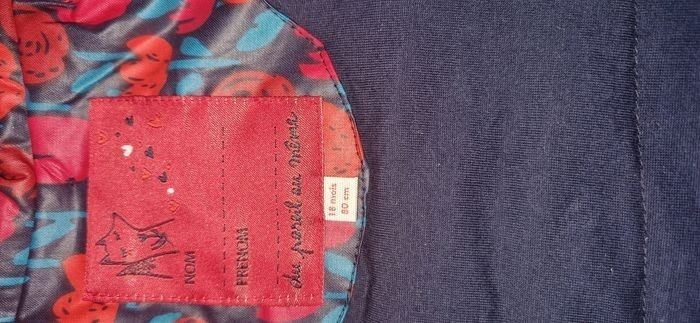 NOM
PRENOM
du pareil au même
18 mois
80 cm